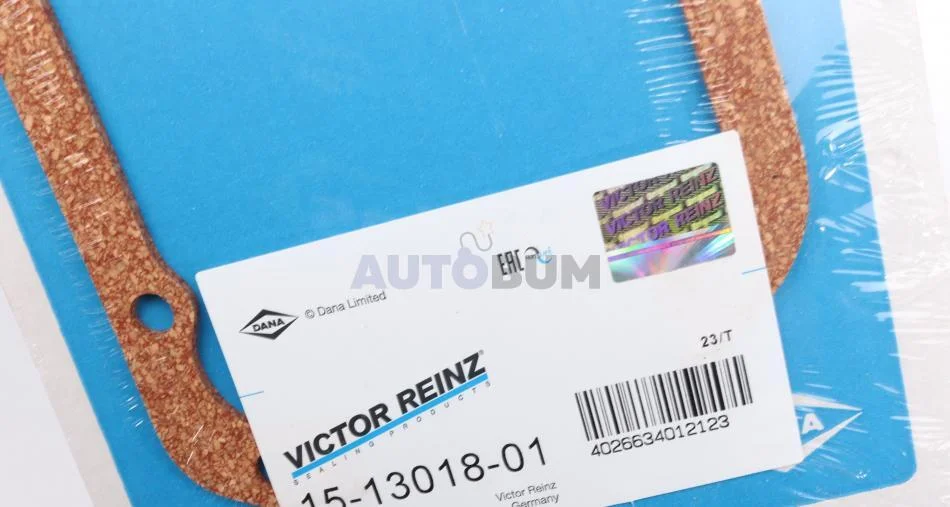 VICTOR REINZ
VICTOR REINZ
VICTOR REINZ
EAC
AUTOBUM
DANA
© Dana Limited
23/T
VICTOR REINZ®
SEALING PRODUCTS
4026634012123
15-13018-01
Victor Reinz
Germany